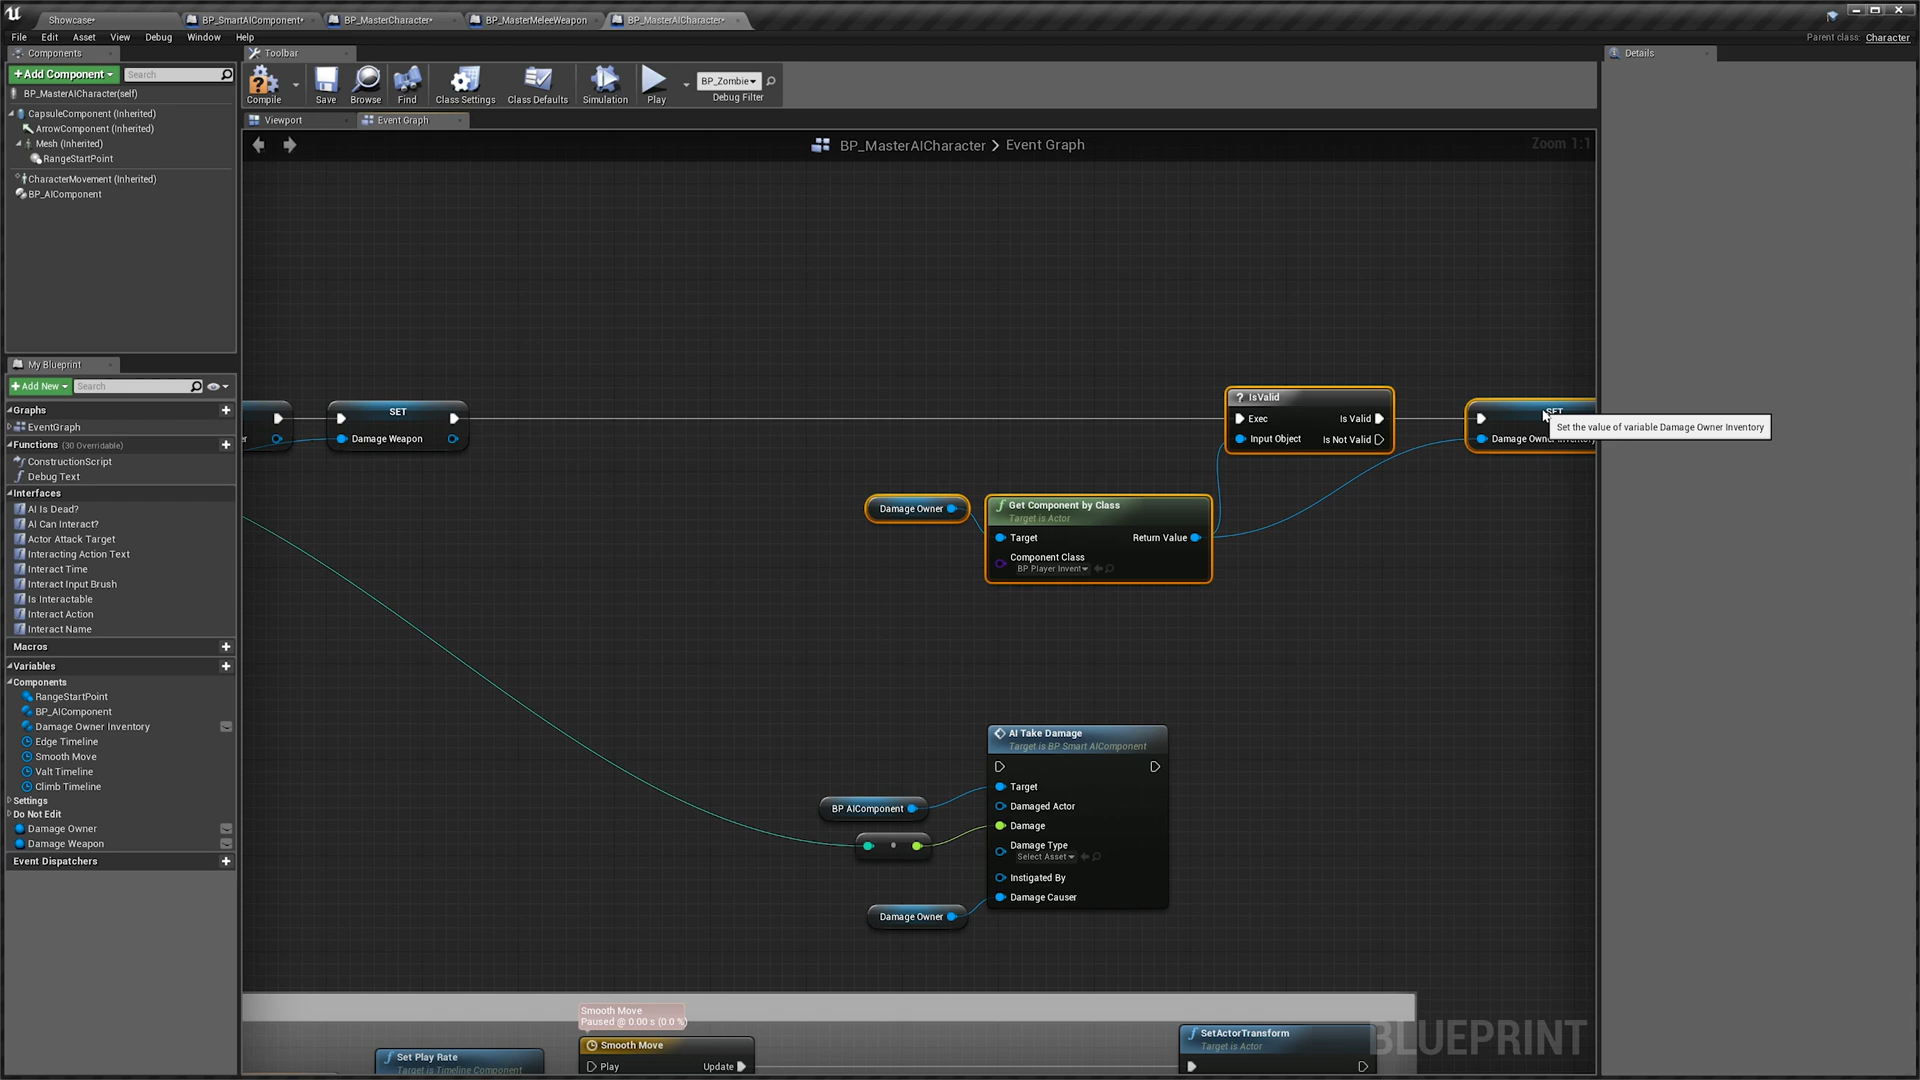 Showcase*
BP_SmartAIComponent*
BP_MasterCharacter*
BP_MasterMeleeWeapon
BP_MasterAICharacter*
File Edit Asset View Debug Window Help
Parent class: Character
Components
+Add Component
Search
BP_MasterAICharacter(self)
CapsuleComponent (Inherited)
ArrowComponent (Inherited)
Mesh (Inherited)
RangeStartPoint
CharacterMovement (Inherited)
BP_AIComponent
Toolbar
Compile
Save
Browse
Find
Class Settings
Class Defaults
Simulation
Play
BP_Zombie
Debug Filter
Details
Viewport
Event Graph
BP_MasterAICharacter > Event Graph
Zoom 1:1
My Blueprint
+Add New
Search
Graphs
EventGraph
Functions (30 Overridable)
ConstructionScript
Debug Text
Interfaces
AI Is Dead?
AI Can Interact?
Actor Attack Target
Interacting Action Text
Interact Time
Interact Input Brush
Is Interactable
Interact Action
Interact Name
Macros
Variables
Components
RangeStartPoint
BP_AIComponent
Damage Owner Inventory
Edge Timeline
Smooth Move
Valt Timeline
Climb Timeline
Settings
Do Not Edit
Damage Owner
Damage Weapon
Event Dispatchers
er
SET
Damage Weapon
? IsValid
Exec
Is Valid
Input Object
Is Not Valid
SET
Damage Owner Inventory
Set the value of variable Damage Owner Inventory
Damage Owner
Get Component by Class
Target is Actor
Target
Return Value
Component Class
BP Player Invent
AI Take Damage
Target is BP Smart AIComponent
Target
Damaged Actor
Damage
Damage Type
Select Asset
Instigated By
Damage Causer
BP AIComponent
Damage Owner
Smooth Move
Paused @ 0.00 s (0.0 %)
Smooth Move
Play
Update
Set Play Rate
Target is Timeline Component
SetActorTransform
Target is Actor
BLUEPRINT